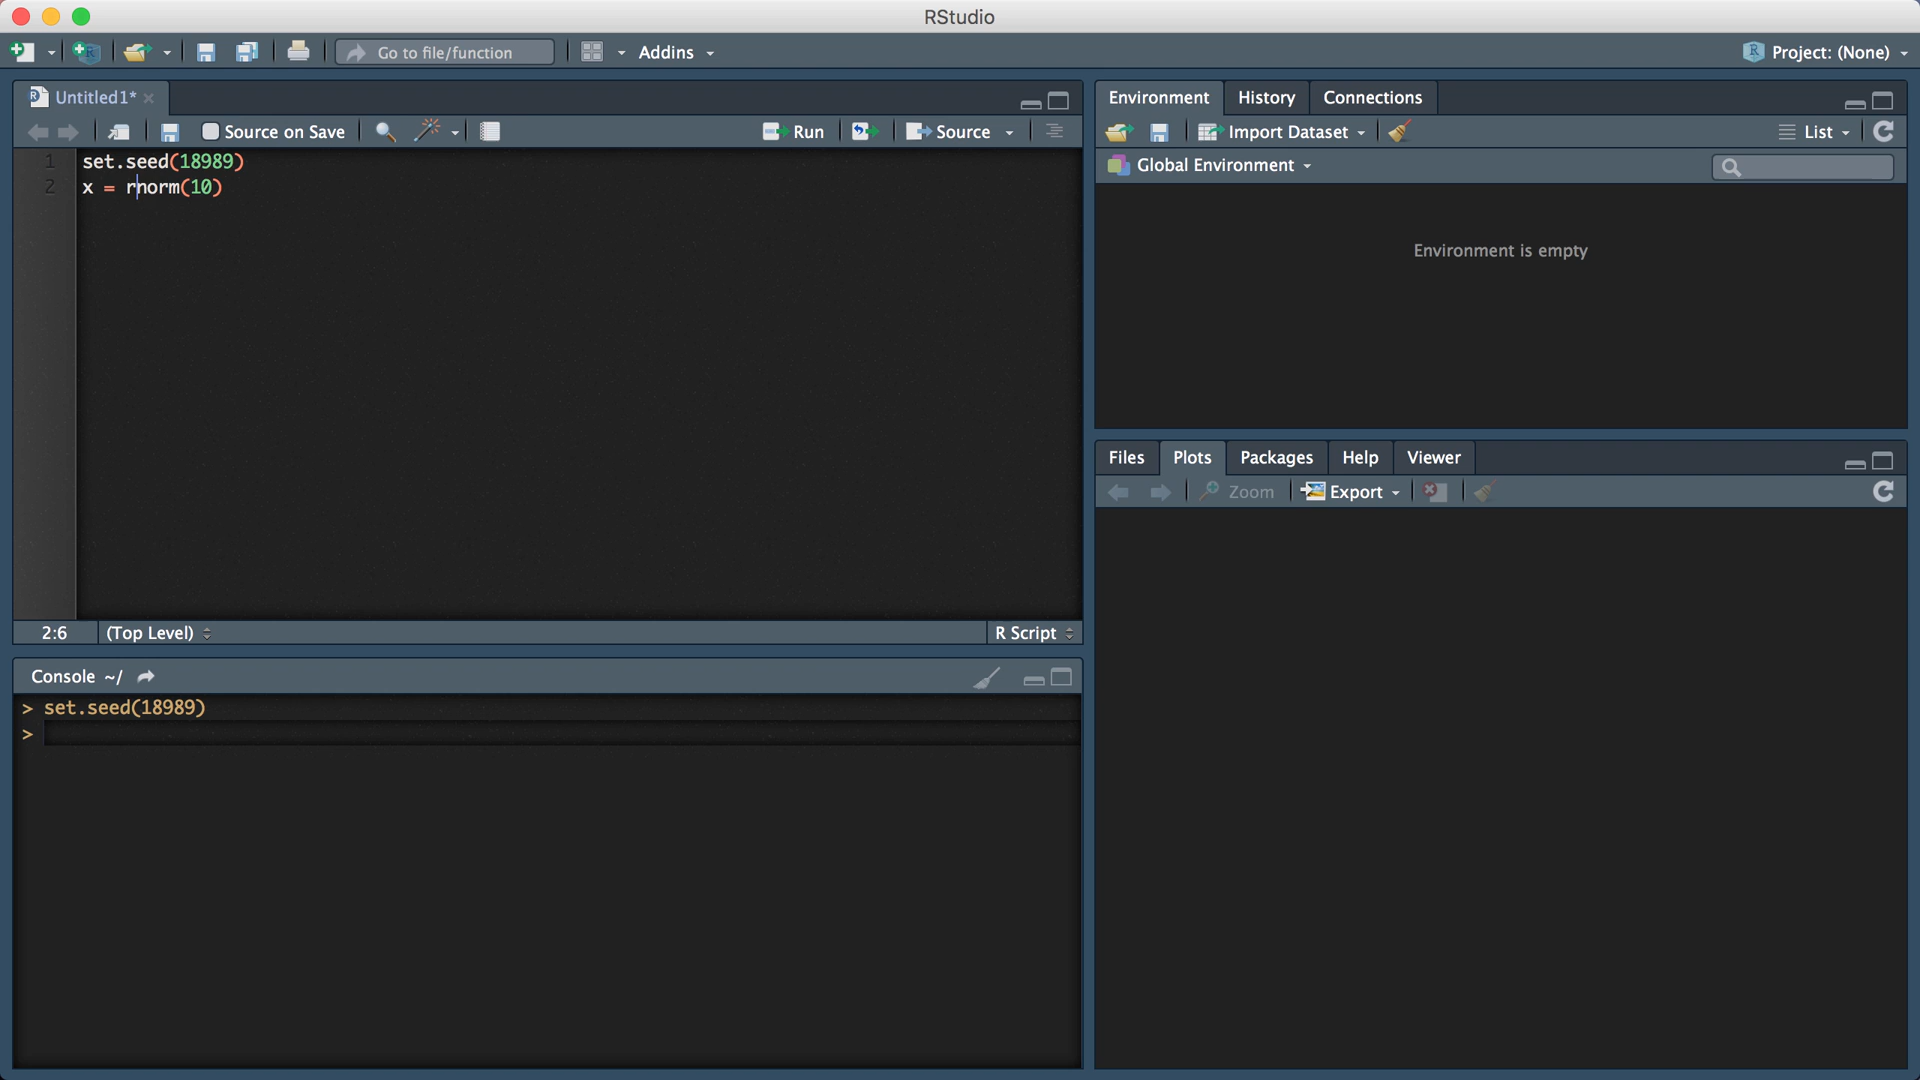 RStudio
Go to file/function
Addins
Project: (None)
Untitled1*
Source on Save
Run
Source
1 set.seed(18989)
2 x = rnorm(10)
2:6
(Top Level)
R Script
Console ~/
> set.seed(18989)
>
Environment
History
Connections
Import Dataset
List
Global Environment
Environment is empty
Files
Plots
Packages
Help
Viewer
Zoom
Export